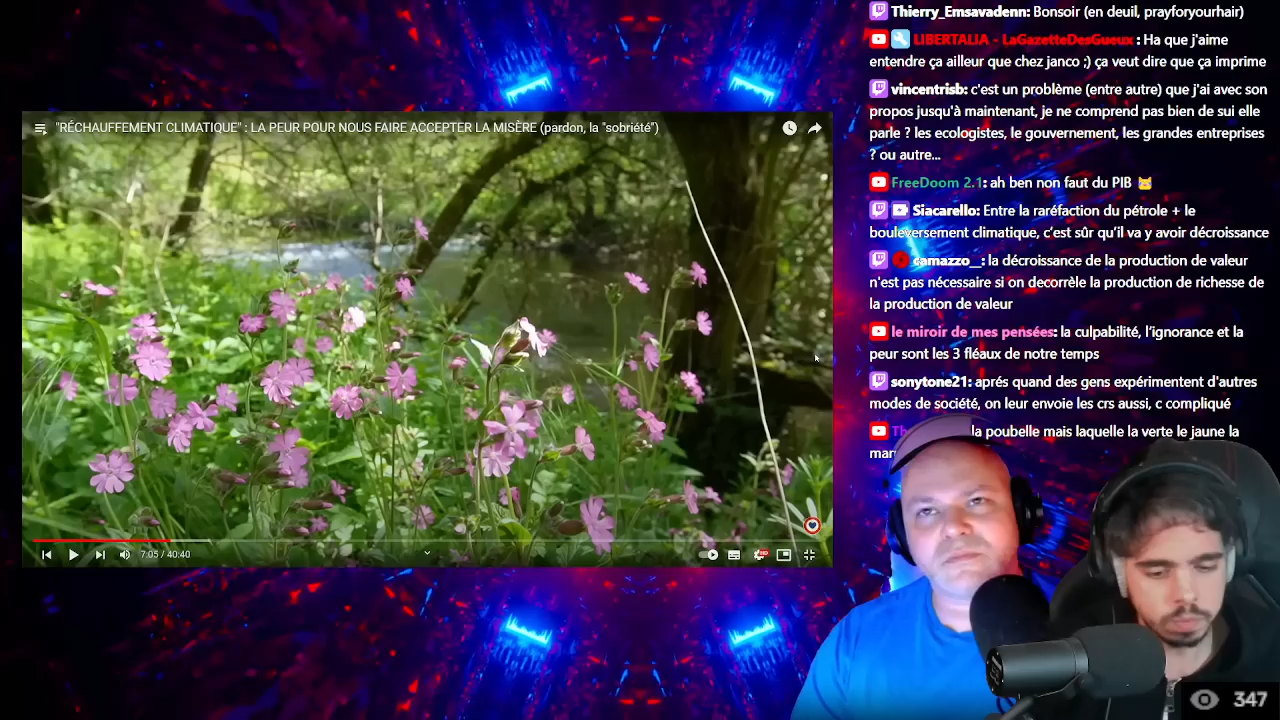 "RÉCHAUFFEMENT CLIMATIQUE" : LA PEUR POUR NOUS FAIRE ACCEPTER LA MISÈRE (pardon, la "sobriété")
7:05 / 40:40
Thierry_Emsavadenn: Bonsoir (en deuil, prayforyourhair)
LIBERTALIA - LaGazetteDesGueux : Ha que j'aime
entendre ça ailleur que chez janco ;) ça veut dire que ça imprime
vincentrisb: c'est un problème (entre autre) que j'ai avec son
propos jusqu'à maintenant, je ne comprend pas bien de sui elle
parle ? les ecologistes, le gouvernement, les grandes entreprises
? ou autre...
FreeDoom 2.1: ah ben non faut du PIB
Siacarello: Entre la raréfaction du pétrole + le
bouleversement climatique, c'est sûr qu'il va y avoir décroissance
camazzo_: la décroissance de la production de valeur
n'est pas nécessaire si on decorrèle la production de richesse de
la production de valeur
le miroir de mes pensées: la culpabilité, l'ignorance et la
peur sont les 3 fléaux de notre temps
sonytone21: aprés quand des gens expérimentent d'autres
modes de société, on leur envoie les crs aussi, c compliqué
la poubelle mais laquelle la verte le jaune la
347